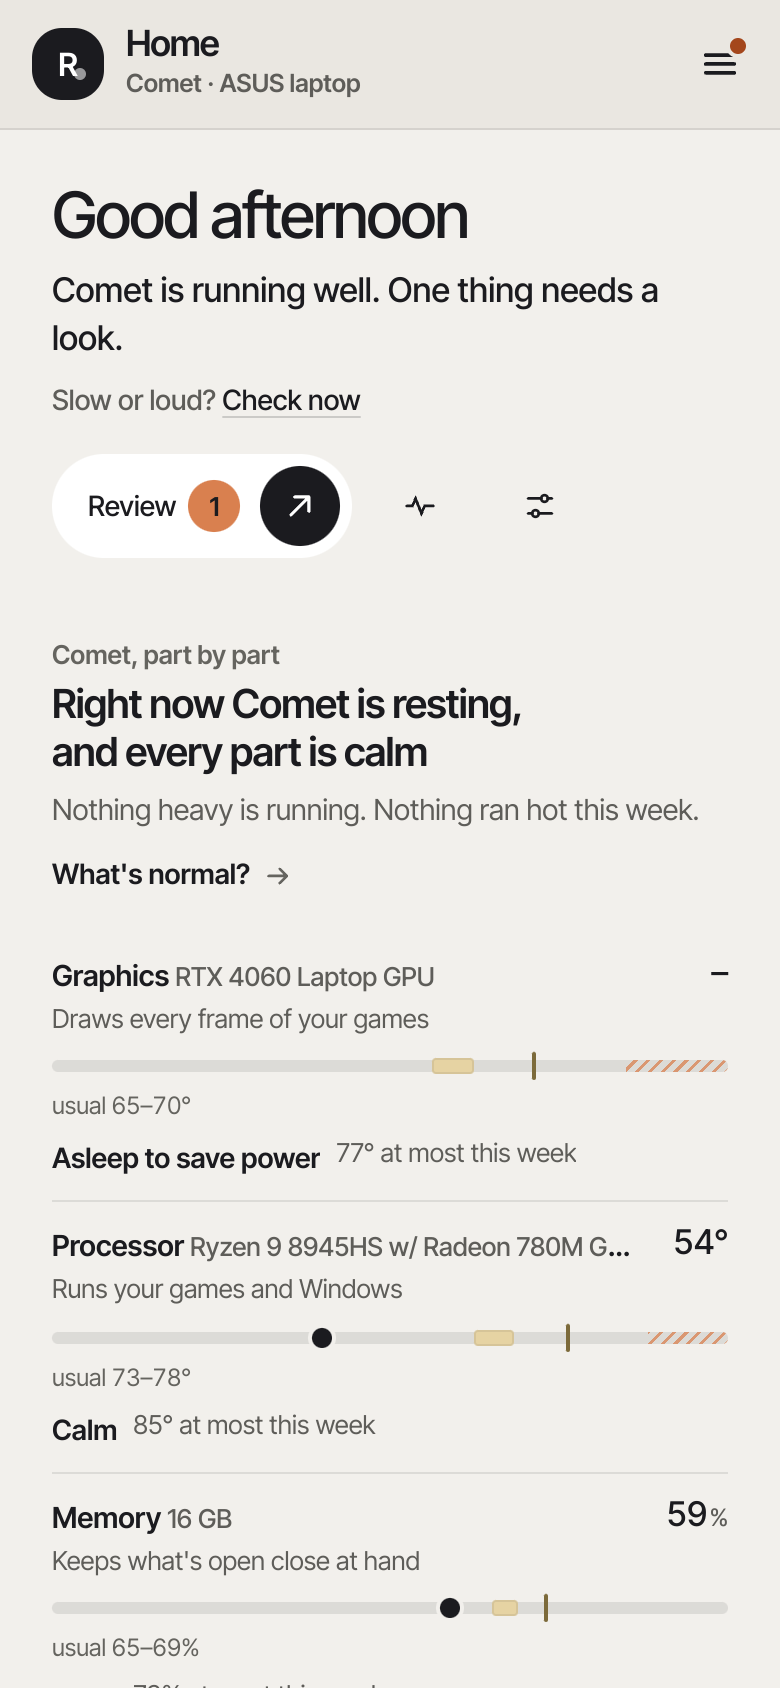 R
Home
Comet · ASUS laptop
Good afternoon
Comet is running well. One thing needs a
look.
Slow or loud? Check now
Review 1
Comet, part by part
Right now Comet is resting,
and every part is calm
Nothing heavy is running. Nothing ran hot this week.
What's normal? →
Graphics RTX 4060 Laptop GPU –
Draws every frame of your games
usual 65–70°
Asleep to save power 77° at most this week
Processor Ryzen 9 8945HS w/ Radeon 780M G... 54°
Runs your games and Windows
usual 73–78°
Calm 85° at most this week
Memory 16 GB 59%
Keeps what's open close at hand
usual 65–69%